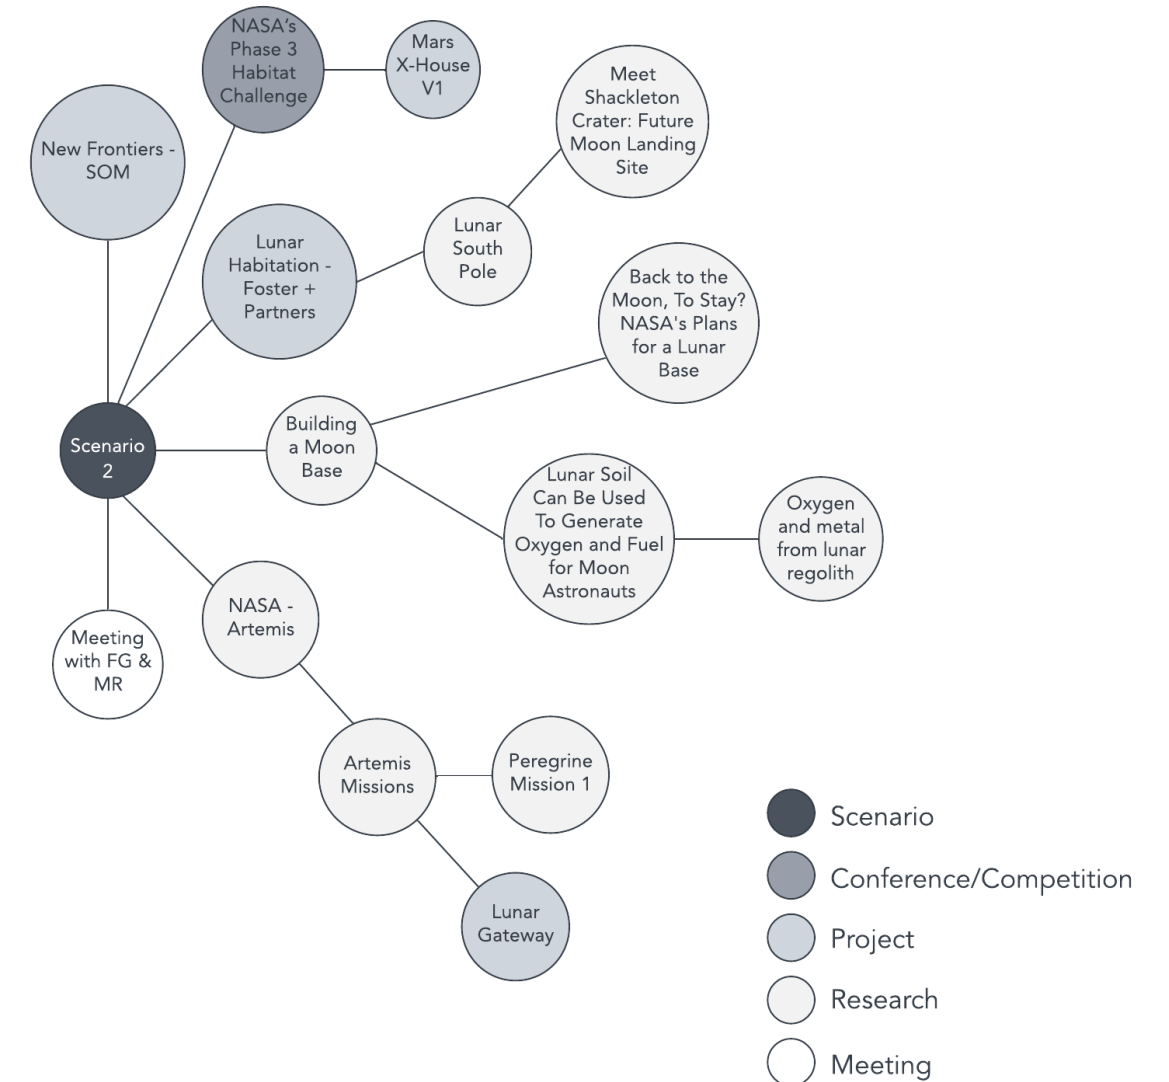 NASA's
Phase 3
Habitat
Challenge
Mars
X-House
V1
New Frontiers -
SOM
Meet
Shackleton
Crater: Future
Moon Landing
Site
Lunar
Habitation -
Foster +
Partners
Lunar
South
Pole
Back to the
Moon, To Stay?
NASA's Plans
for a Lunar
Base
Scenario
2
Building
a Moon
Base
Lunar Soil
Can Be Used
To Generate
Oxygen and Fuel
for Moon
Astronauts
Oxygen
and metal
from lunar
regolith
NASA -
Artemis
Meeting
with FG &
MR
Artemis
Missions
Peregrine
Mission 1
Lunar
Gateway
Scenario
Conference/Competition
Project
Research
Meeting